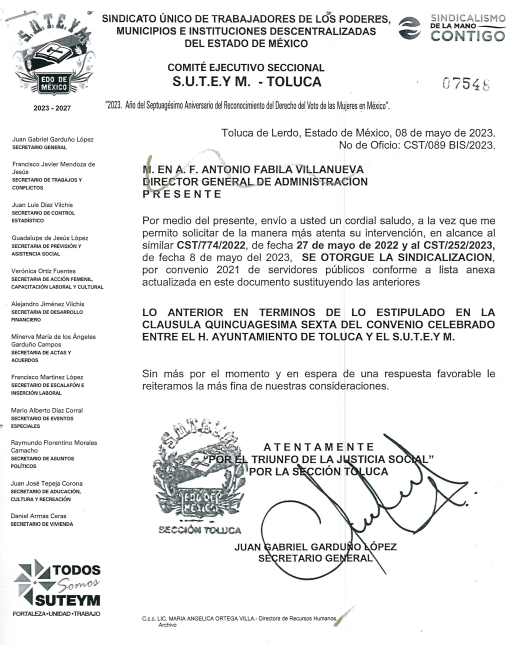 SINDICATO ÚNICO DE TRABAJADORES DE LOS PODERES,
MUNICIPIOS E INSTITUCIONES DESCENTRALIZADAS
DEL ESTADO DE MÉXICO
COMITÉ EJECUTIVO SECCIONAL
S.U.T.E.Y M. - TOLUCA
S.U.T.E.Y M.
EDO DE
MÉXICO
2023 - 2027
SINDICALISMO
DE LA MANO
CONTIGO
07548
"2023. Año del Septuagésimo Aniversario del Reconocimiento del Derecho del Voto de las Mujeres en México".
Toluca de Lerdo, Estado de México, 08 de mayo de 2023.
No de Oficio: CST/089 BIS/2023.
M. EN A. F. ANTONIO FABILA VILLANUEVA
DIRECTOR GENERAL DE ADMINISTRACION
P R E S E N T E
Por medio del presente, envío a usted un cordial saludo, a la vez que me
permito solicitar de la manera más atenta su intervención, en alcance al
similar CST/774/2022, de fecha 27 de mayo de 2022 y al CST/252/2023,
de fecha 8 de mayo del 2023, SE OTORGUE LA SINDICALIZACION,
por convenio 2021 de servidores públicos conforme a lista anexa
actualizada en este documento sustituyendo las anteriores
LO ANTERIOR EN TERMINOS DE LO ESTIPULADO EN LA
CLAUSULA QUINCUAGESIMA SEXTA DEL CONVENIO CELEBRADO
ENTRE EL H. AYUNTAMIENTO DE TOLUCA Y EL S.U.T.E.Y M.
Sin más por el momento y en espera de una respuesta favorable le
reiteramos la más fina de nuestras consideraciones.
A T E N T A M E N T E
"POR EL TRIUNFO DE LA JUSTICIA SOCIAL"
POR LA SECCIÓN TOLUCA
S.U.T.E.Y M.
EDO DE
MÉXICO
SECCIÓN TOLUCA
JUAN GABRIEL GARDUÑO LÓPEZ
SECRETARIO GENERAL
C.c.o. LIC. MARIA ANGELICA ORTEGA VILLA.- Directora de Recursos Humanos
Archivo
Juan Gabriel Garduño López
SECRETARIO GENERAL
Francisco Javier Mendoza de
Jesús
SECRETARIO DE TRABAJOS Y
CONFLICTOS
Juan Luis Díaz Vilchis
SECRETARIO DE CONTROL
ESTADÍSTICO
Guadalupe de Jesús López
SECRETARIO DE PREVISIÓN Y
ASISTENCIA SOCIAL
Verónica Ortiz Fuentes
SECRETARIO DE ACCIÓN FEMENIL,
CAPACITACIÓN LABORAL Y CULTURAL
Alejandro Jiménez Vilchis
SECRETARIO DE DESARROLLO
FINANCIERO
Minerva María de los Ángeles
Garduño Campos
SECRETARIA DE ACTAS Y
ACUERDOS
Francisco Martínez López
SECRETARIO DE ESCALAFÓN E
INSERCIÓN LABORAL
Mario Alberto Díaz Corral
SECRETARIO DE EVENTOS
ESPECIALES
Raymundo Florentino Morales
Camacho
SECRETARIO DE ASUNTOS
POLÍTICOS
Juan José Tepeja Corona
SECRETARIO DE EDUCACIÓN,
CULTURA Y RECREACIÓN
Daniel Armas Ceras
SECRETARIO DE VIVIENDA
TODOS
Somos
SUTEYM
FORTALEZA•UNIDAD•TRABAJO